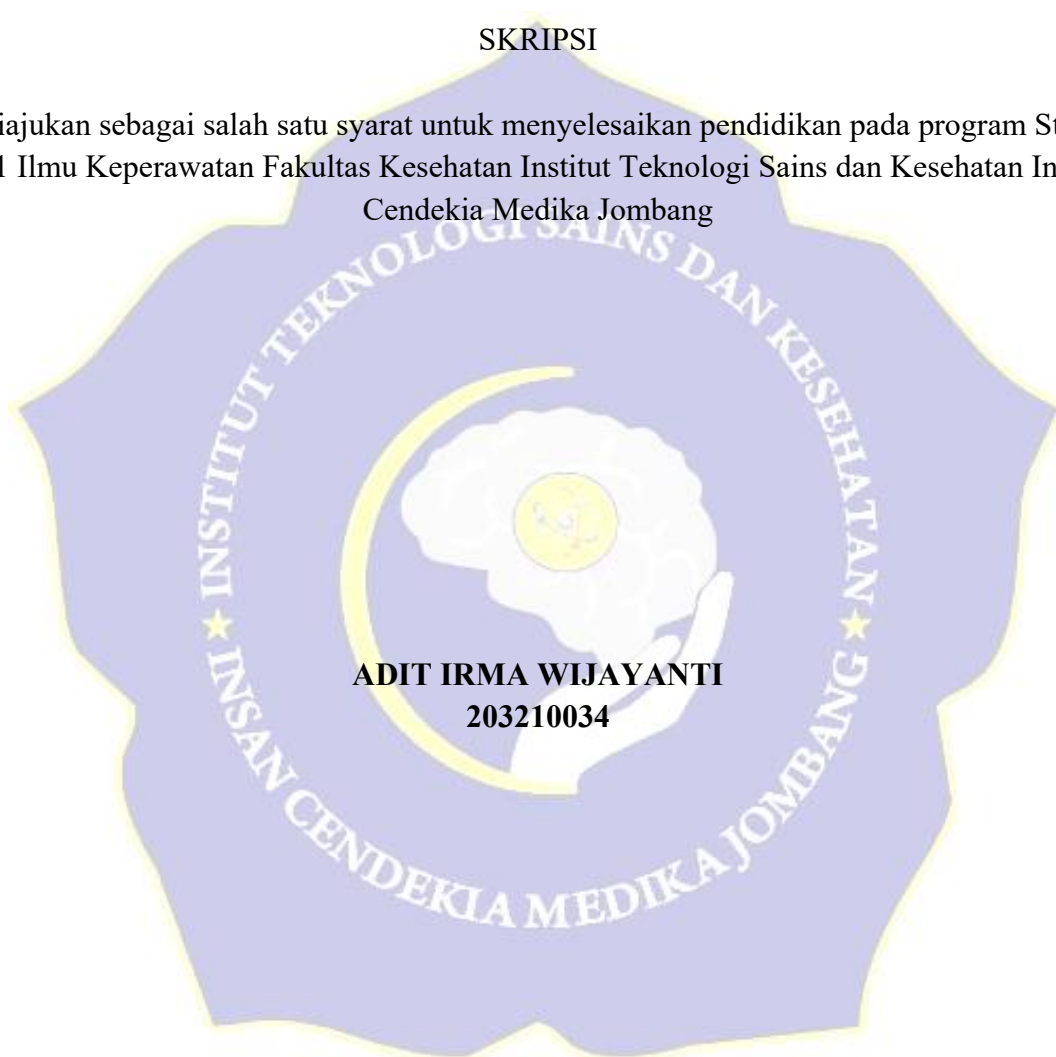 SKRIPSI
iajukan sebagai salah satu syarat untuk menyelesaikan pendidikan pada program St
1 Ilmu Keperawatan Fakultas Kesehatan Institut Teknologi Sains dan Kesehatan In
Cendekia Medika Jombang
INSTITUT TEKNOLOGI SAINS DAN KESEHATAN
ADIT IRMA WIJAYANTI
203210034
INSAN CENDEKIA MEDIKA JOMBANG